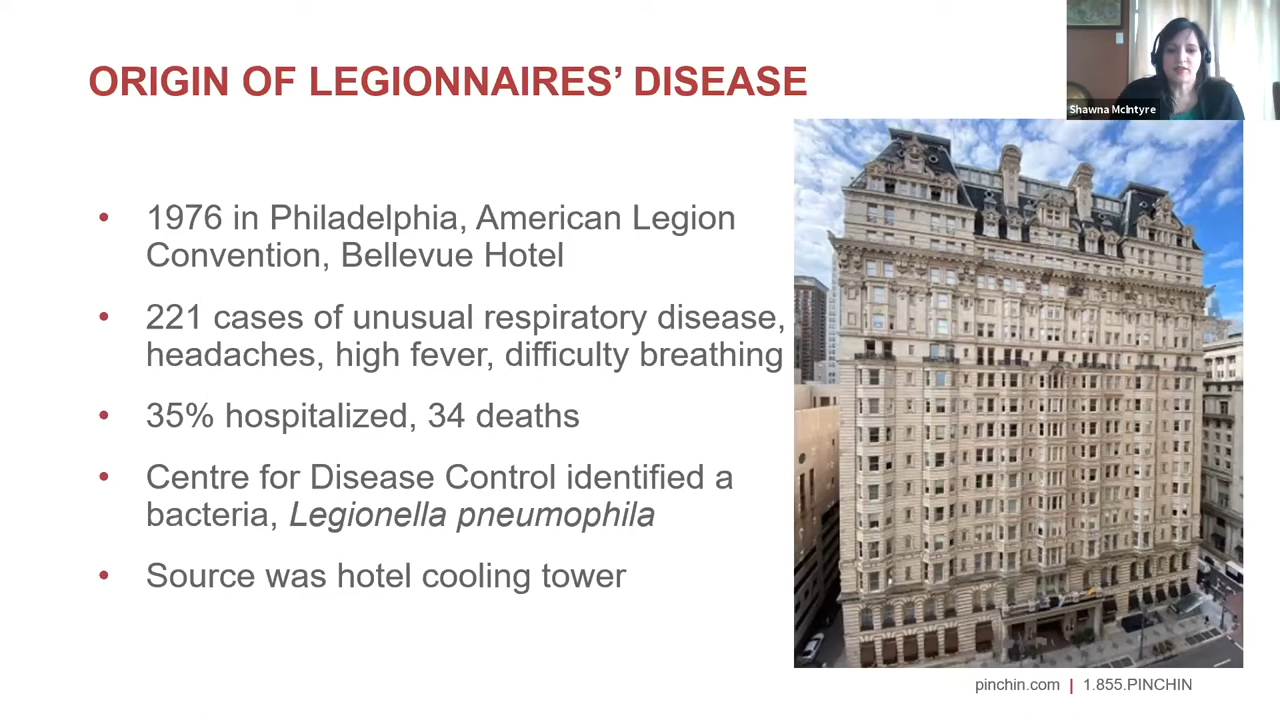 ORIGIN OF LEGIONNAIRES’ DISEASE
Shawna McIntyre
• 1976 in Philadelphia, American Legion
Convention, Bellevue Hotel
• 221 cases of unusual respiratory disease,
headaches, high fever, difficulty breathing
• 35% hospitalized, 34 deaths
• Centre for Disease Control identified a
bacteria, Legionella pneumophila
• Source was hotel cooling tower
pinchin.com | 1.855.PINCHIN